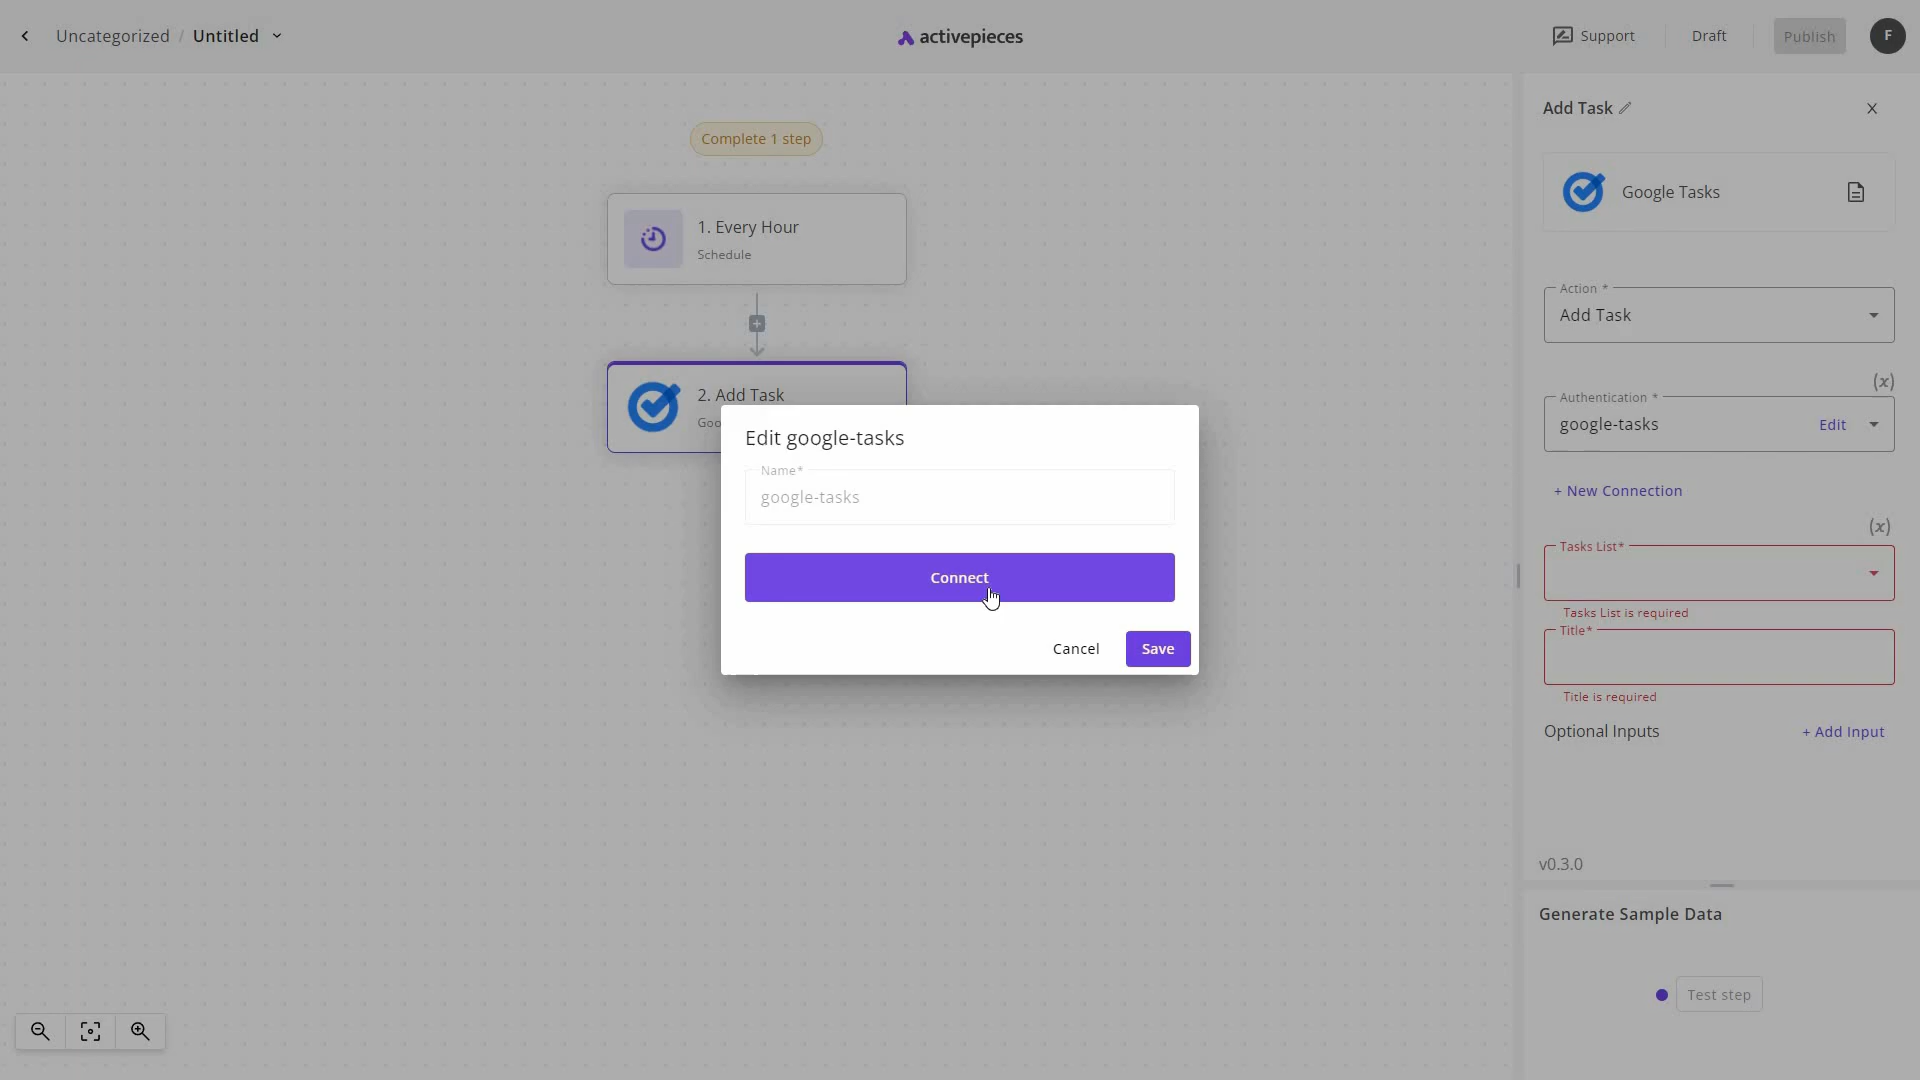 Uncategorized / Untitled
activepieces
Support
Draft
Publish
F
Complete 1 step
1. Every Hour
Schedule
+
2. Add Task
Goo
Edit google-tasks
Name*
google-tasks
Connect
Cancel
Save
Add Task
Google Tasks
Action *
Add Task
(x)
Authentication *
google-tasks
Edit
+ New Connection
(x)
Tasks List*
Tasks List is required
Title*
Title is required
Optional Inputs
+ Add Input
v0.3.0
Generate Sample Data
Test step